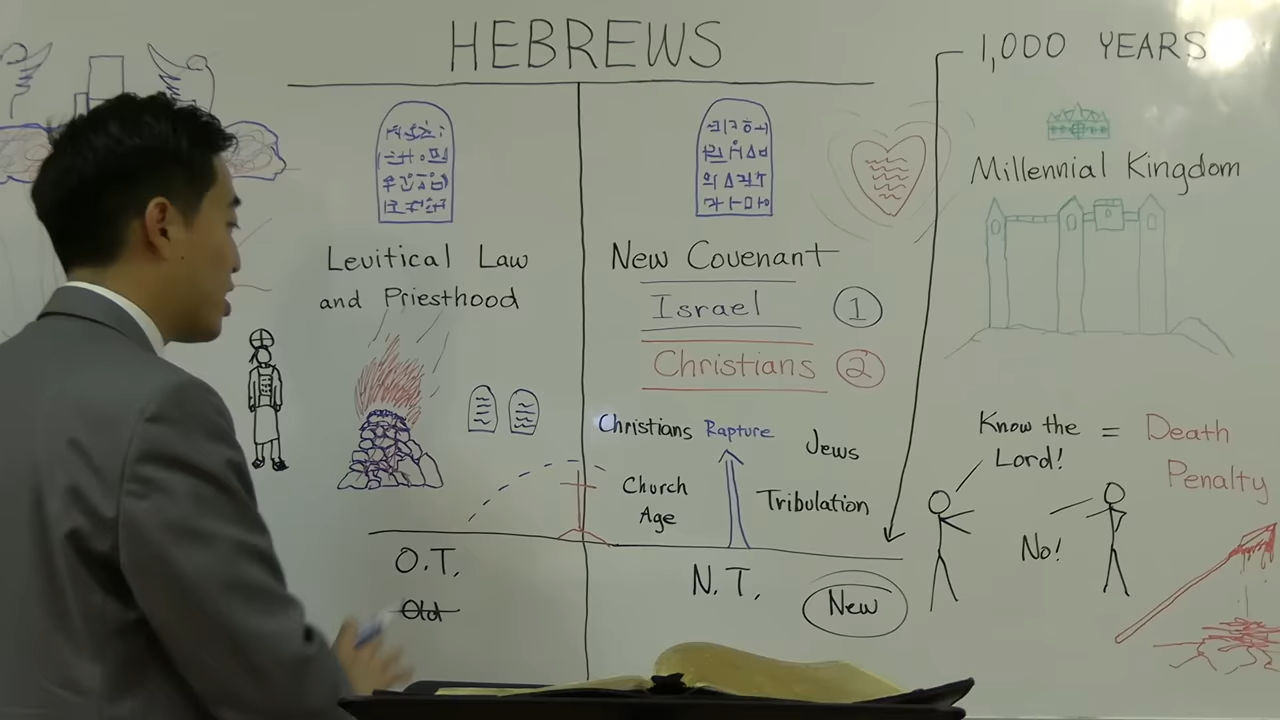 HEBREWS
Levitical Law
and Priesthood
O.T.
Old
New Covenant
Israel 1
Christians 2
Christians Rapture Jews
Church
Age
Tribulation
N.T.
New
1,000 YEARS
Millennial Kingdom
Know the
Lord!
= Death
Penalty
No!